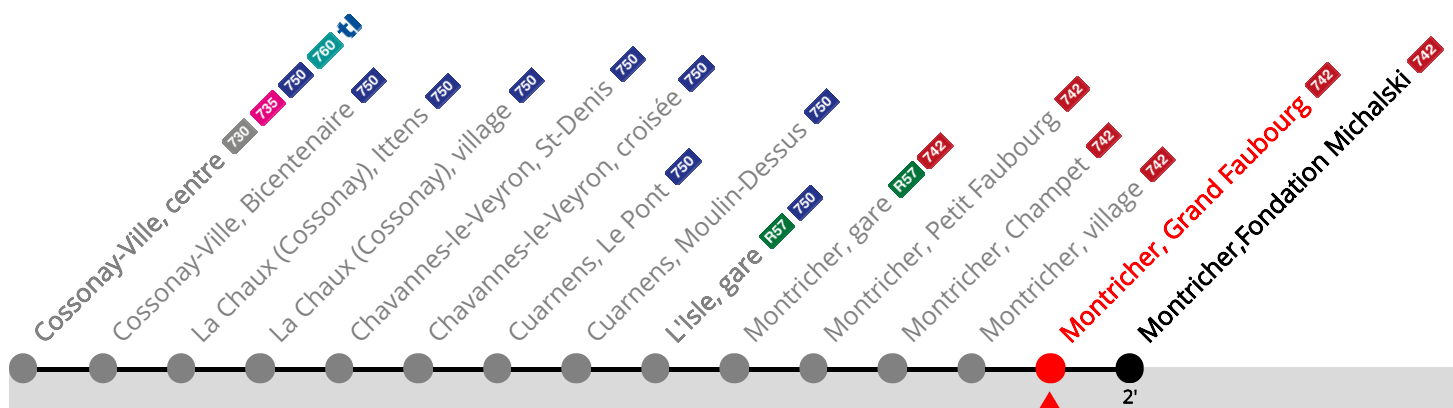 Cossonay-Ville, centre 730 735 750 760 tl
Cossonay-Ville, Bicentenaire 750
La Chaux (Cossonay), Ittens 750
La Chaux (Cossonay), village 750
Chavannes-le-Veyron, St-Denis 750
Chavannes-le-Veyron, croisée 750
Cuarnens, Le Pont 750
Cuarnens, Moulin-Dessus 750
L'Isle, gare R57 750
Montricher, gare R57 742
Montricher, Petit Faubourg 742
Montricher, Champet 742
Montricher, village 742
Montricher, Grand Faubourg 742
Montricher,Fondation Michalski 742
2'